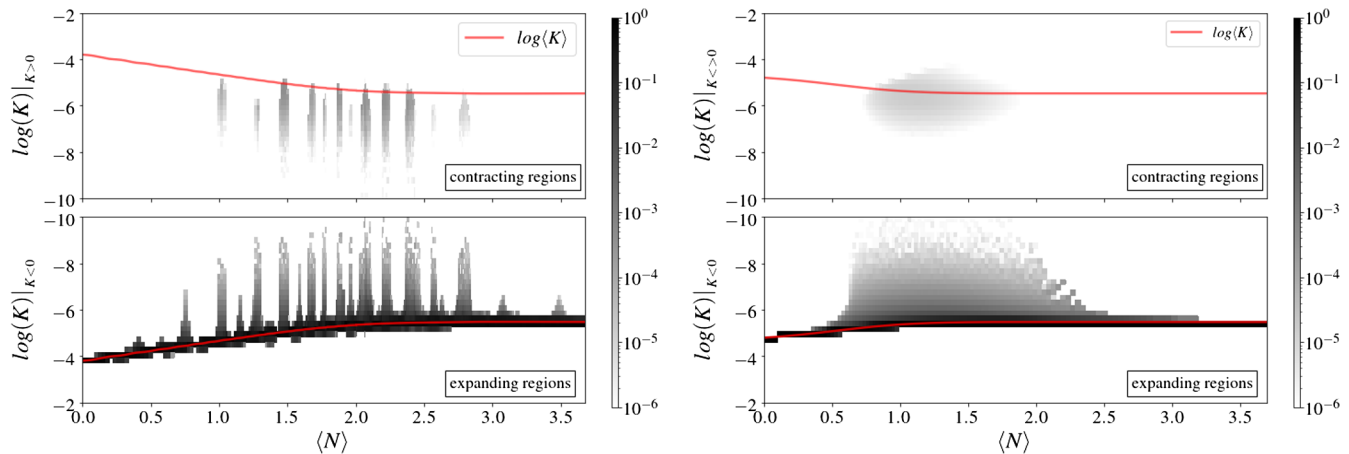 −2
−4
−6
−8
−10
log(K)|_{K>0}
log⟨K⟩
contracting regions
−10
−8
−6
−4
−2
log(K)|_{K<0}
expanding regions
0.0 0.5 1.0 1.5 2.0 2.5 3.0 3.5
⟨N⟩
10^0
10^{−1}
10^{−2}
10^{−3}
10^{−4}
10^{−5}
10^{−6}
−2
−4
−6
−8
−10
log(K)|_{K<>0}
log⟨K⟩
contracting regions
−10
−8
−6
−4
−2
log(K)|_{K<0}
expanding regions
0.0 0.5 1.0 1.5 2.0 2.5 3.0 3.5
⟨N⟩
10^0
10^{−1}
10^{−2}
10^{−3}
10^{−4}
10^{−5}
10^{−6}